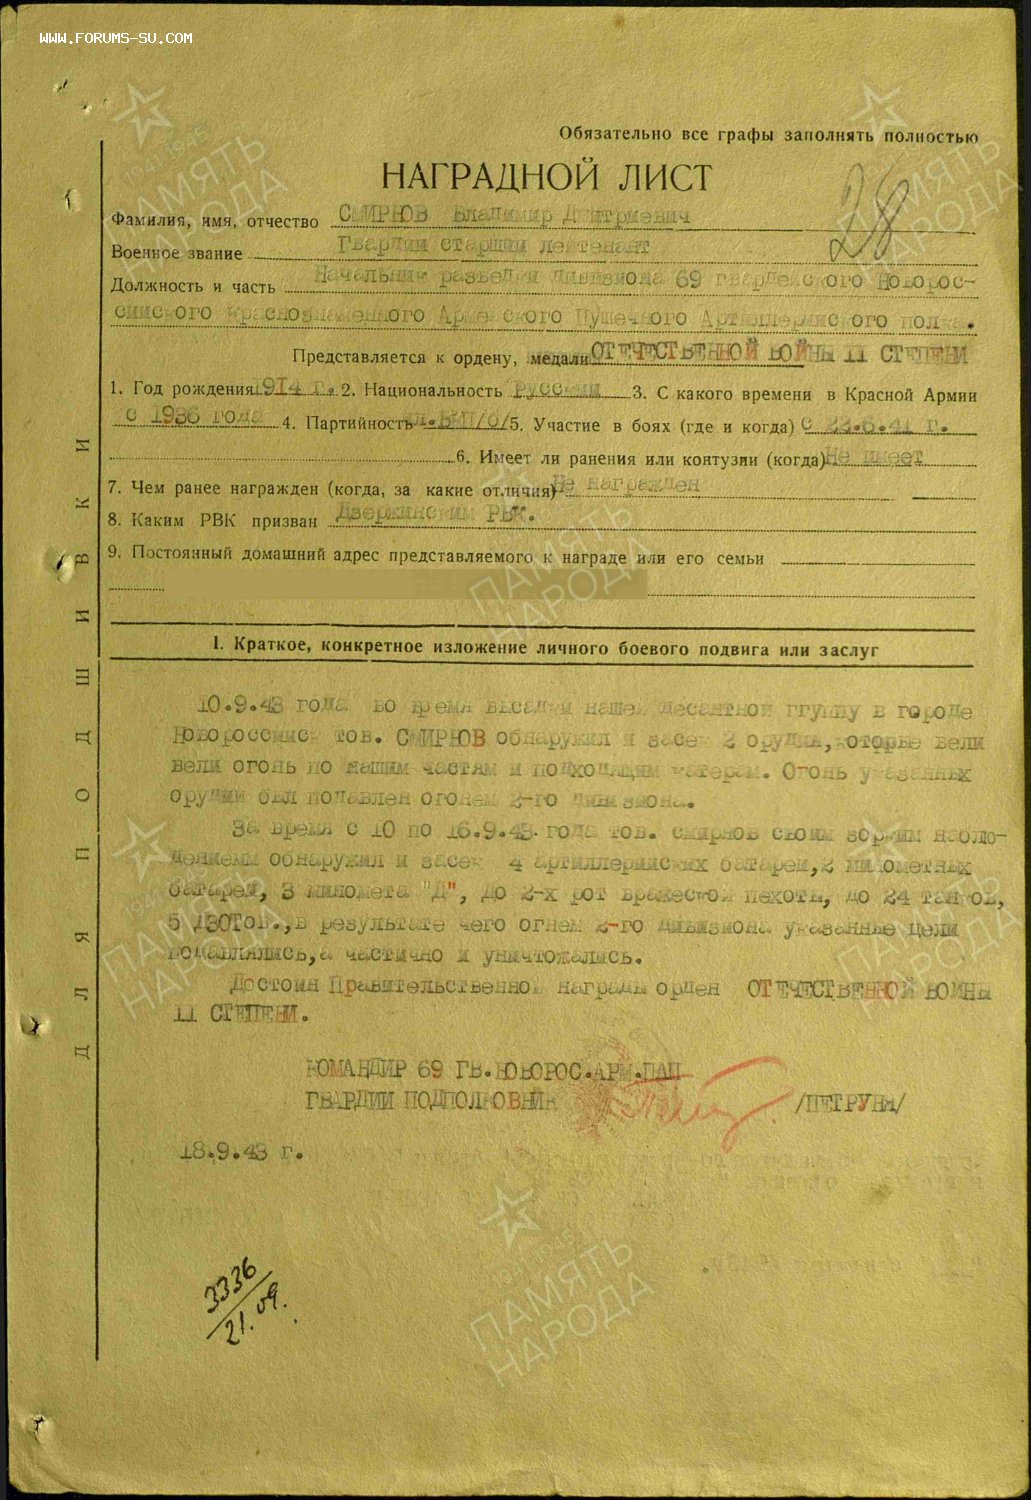 WWW.FORUMS-SU.COM
Обязательно все графы заполнять полностью
НАГРАДНОЙ ЛИСТ
28
Фамилия, имя, отчество СМИРНОВ Владимир Дмитриевич
Военное звание Гвардии старший лейтенант
Должность и часть Начальник разведки дивизиона 69 гвардейского Новорос-
сийского Краснознаменного Армейского Пушечного Артиллерийского полка.
Представляется к ордену, медали ОТЕЧЕСТВЕННОЙ ВОЙНЫ II СТЕПЕНИ
1. Год рождения 1914 г. 2. Национальность Русский 3. С какого времени в Красной Армии
с 1936 года 4. Партийность чл.ВКП/б/ 5. Участие в боях (где и когда) с 22.6.41 г.
6. Имеет ли ранения или контузии (когда) Не имеет
7. Чем ранее награжден (когда, за какие отличия) Не награжден
8. Каким РВК призван РВК.
9. Постоянный домашний адрес представляемого к награде или его семьи
I. Краткое, конкретное изложение личного боевого подвига или заслуг
10.9.43 года во время высадки нашей десантной ггуппу в городе
Новороссийск тов. СМИРНОВ обнаружил и засек 2 орудия, которые вели
вели огонь по нашим частям и подходящим катерам. Огонь указанных
орудий был подавлен огнем 2-го дивизиона.
За время с 10 по 16.9.43 года тов. Смирнов своим зорким наблю-
дением обнаружил и засек 4 артиллерийских батареи, 2 минометных
батареи, 3 миномета "Д", до 2-х рот вражеской пехоты, до 24 танков,
5 ДЗОТов., в результате чего огнем 2-го дивизиона указанные цели
подавлялись, а частично и уничтожались.
Достоин Правительственной награды орден ОТЕЧЕСТВЕННОЙ ВОЙНЫ
II СТЕПЕНИ.
КОМАНДИР 69 ГВ.НОВОРОС.АРМ.ПАП
ГВАРДИИ ПОДПОЛКОВНИК /ПЕТРУНЯ/
18.9.43 г.
3336
21.09.
ДЛЯ ПОДШИВКИ
1941-1945
ПАМЯТЬ
НАРОДА